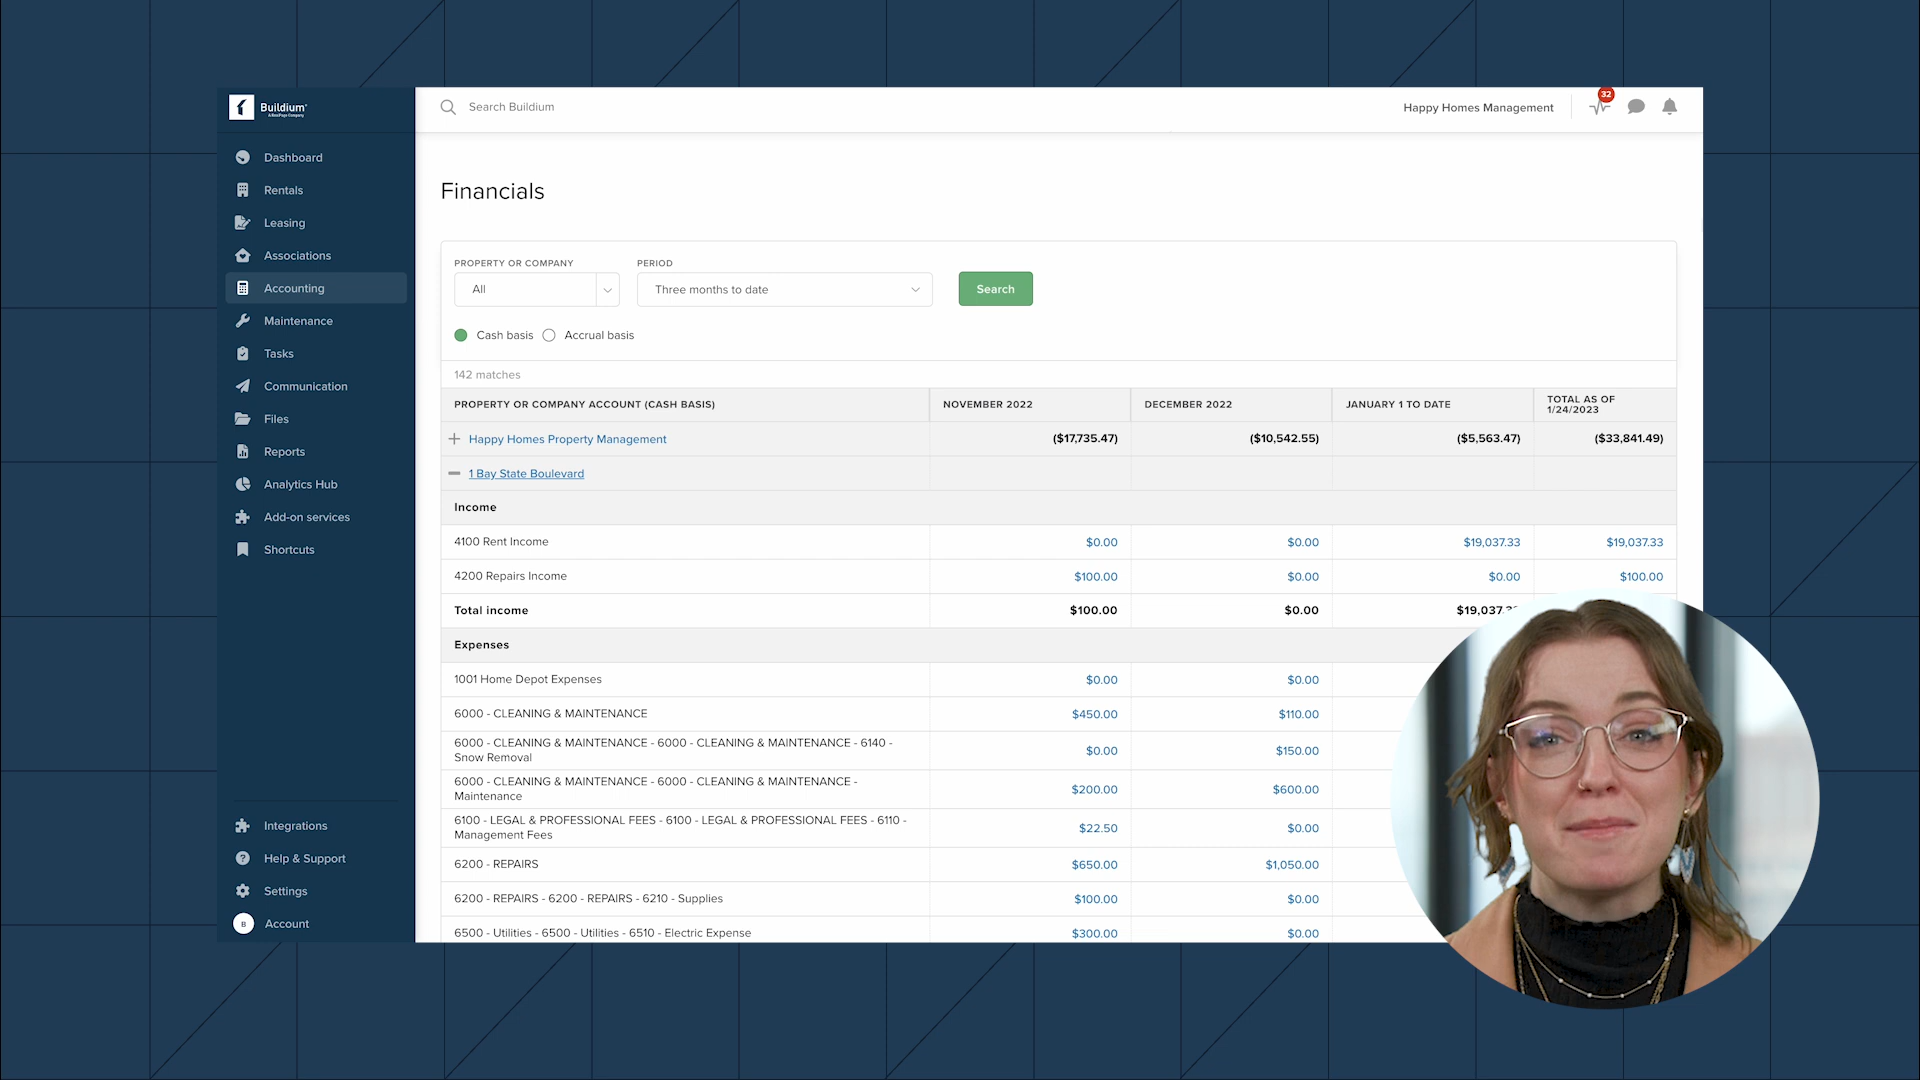 Buildium
A RealPage Company
Search Buildium
Happy Homes Management
32
Dashboard
Rentals
Leasing
Associations
Accounting
Maintenance
Tasks
Communication
Files
Reports
Analytics Hub
Add-on services
Shortcuts
Integrations
Help & Support
Settings
B
Account
Financials
PROPERTY OR COMPANY
PERIOD
All
Three months to date
Search
Cash basis
Accrual basis
142 matches
PROPERTY OR COMPANY ACCOUNT (CASH BASIS) NOVEMBER 2022 DECEMBER 2022 JANUARY 1 TO DATE TOTAL AS OF
1/24/2023
Happy Homes Property Management ($17,735.47) ($10,542.55) ($5,563.47) ($33,841.49)
1 Bay State Boulevard
Income
4100 Rent Income $0.00 $0.00 $19,037.33 $19,037.33
4200 Repairs Income $100.00 $0.00 $0.00 $100.00
Total income $100.00 $0.00 $19,037.
Expenses
1001 Home Depot Expenses $0.00 $0.00
6000 - CLEANING & MAINTENANCE $450.00 $110.00
6000 - CLEANING & MAINTENANCE - 6000 - CLEANING & MAINTENANCE - 6140 -
Snow Removal $0.00 $150.00
6000 - CLEANING & MAINTENANCE - 6000 - CLEANING & MAINTENANCE -
Maintenance $200.00 $600.00
6100 - LEGAL & PROFESSIONAL FEES - 6100 - LEGAL & PROFESSIONAL FEES - 6110 -
Management Fees $22.50 $0.00
6200 - REPAIRS $650.00 $1,050.00
6200 - REPAIRS - 6200 - REPAIRS - 6210 - Supplies $100.00 $0.00
6500 - Utilities - 6500 - Utilities - 6510 - Electric Expense $300.00 $0.00